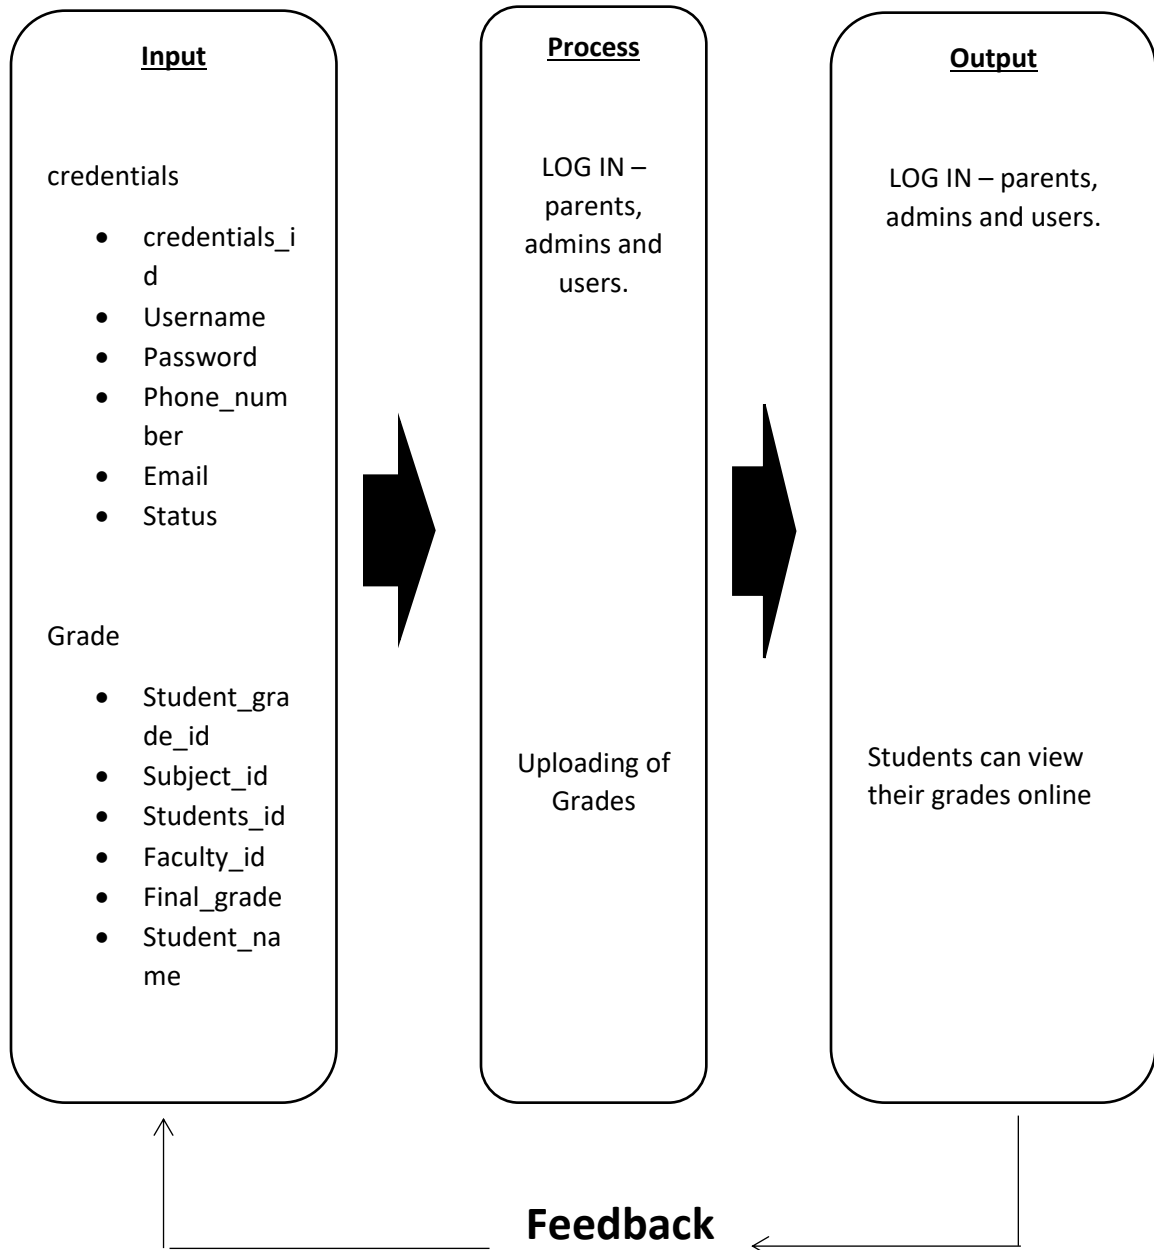 Input
credentials
• credentials_i
d
• Username
• Password
• Phone_num
ber
• Email
• Status
Grade
• Student_gra
de_id
• Subject_id
• Students_id
• Faculty_id
• Final_grade
• Student_na
me
Process
LOG IN –
parents,
admins and
users.
Uploading of
Grades
Output
LOG IN – parents,
admins and users.
Students can view
their grades online
Feedback